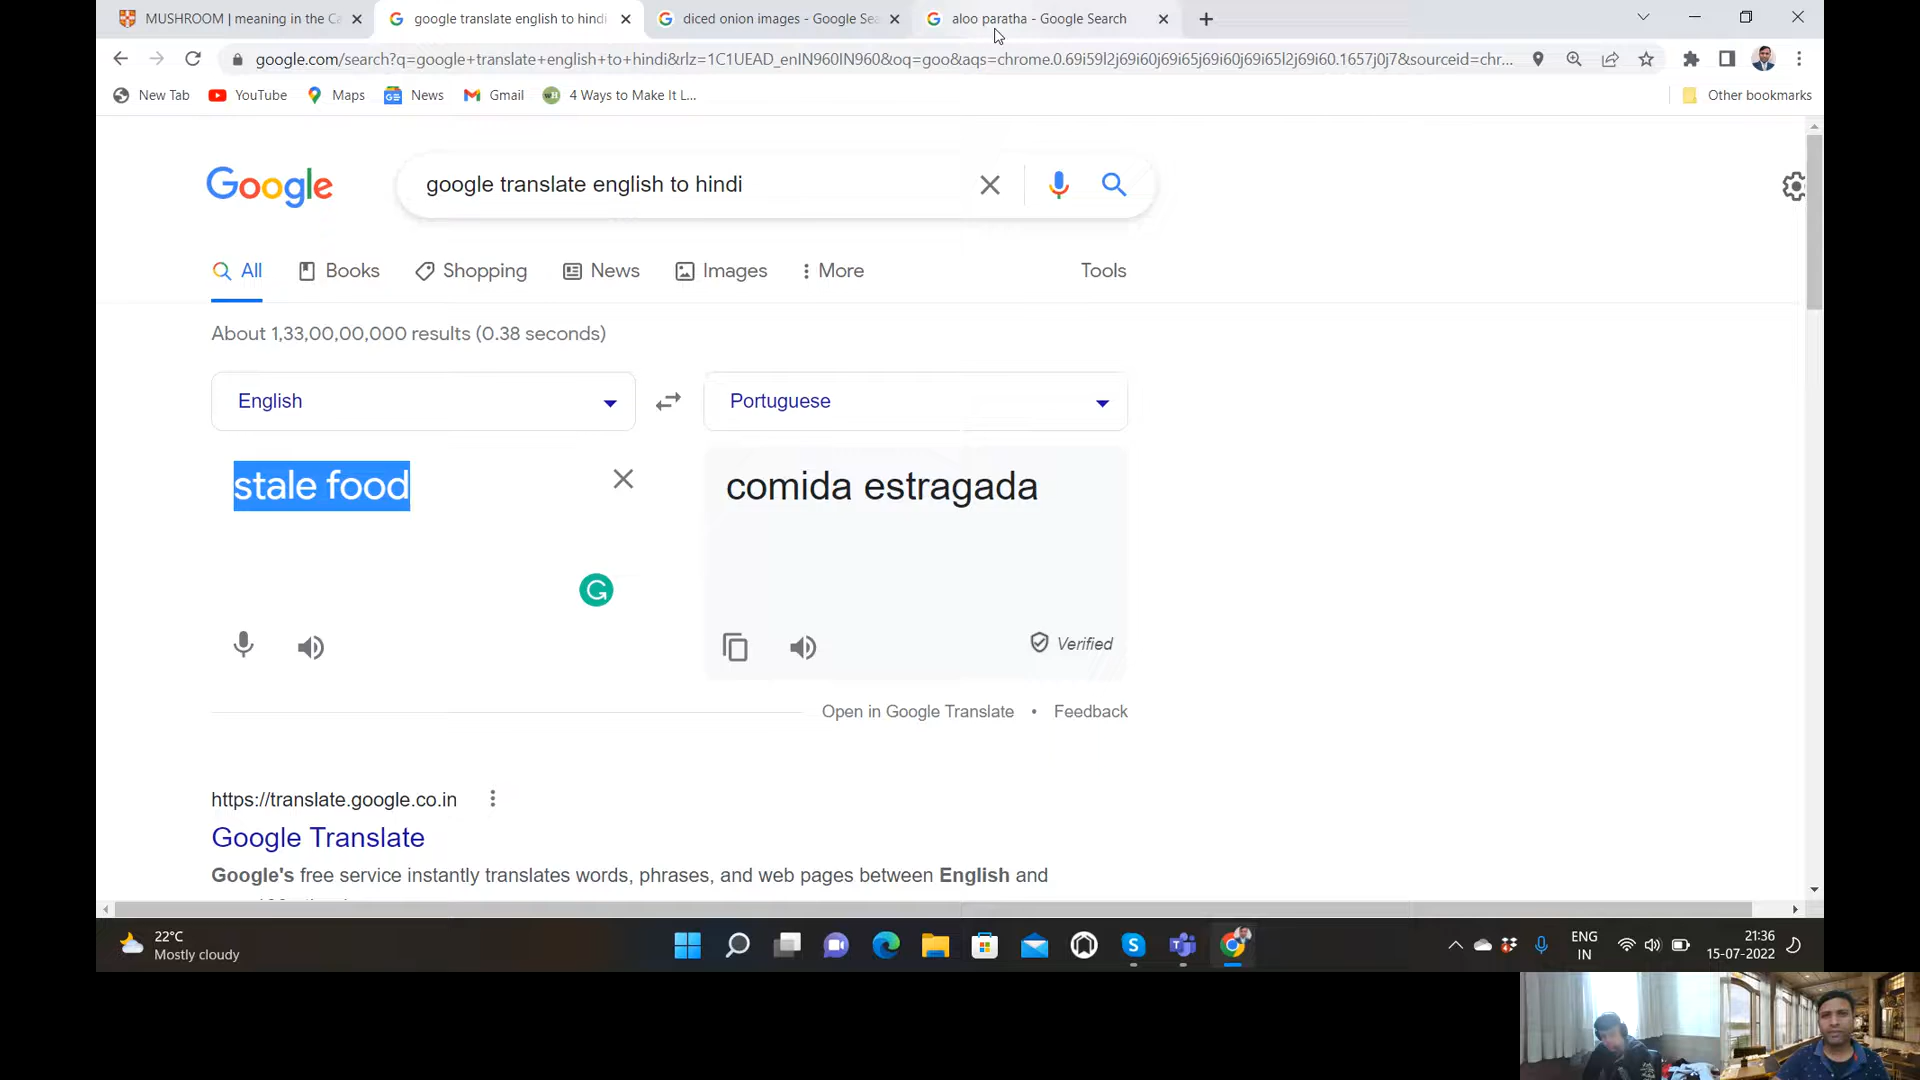 MUSHROOM | meaning in the Ca
google translate english to hindi
diced onion images - Google Sea
aloo paratha - Google Search
google.com/search?q=google+translate+english+to+hindi&rlz=1C1UEAD_enIN960IN960&oq=goo&aqs=chrome.0.69i59l2j69i60j69i65j69i60j69i65l2j69i60.1657j0j7&sourceid=chr...
New Tab
YouTube
Maps
News
Gmail
4 Ways to Make It L...
Other bookmarks
Google
google translate english to hindi
All
Books
Shopping
News
Images
More
Tools
About 1,33,00,00,000 results (0.38 seconds)
English
Portuguese
stale food
comida estragada
Verified
Open in Google Translate • Feedback
https://translate.google.co.in
Google Translate
Google's free service instantly translates words, phrases, and web pages between English and
22°C
Mostly cloudy
ENG
IN
21:36
15-07-2022